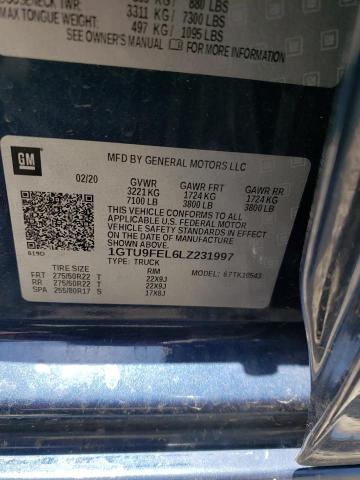 880 LBS
3311 KG / 7300 LBS
MAX TONGUE WEIGHT: 497 KG / 1095 LBS
SEE OWNER'S MANUAL FOR MORE INFORMATION
GM
MFD BY GENERAL MOTORS LLC
02/20 GVWR GAWR FRT GAWR RR
3221 KG 1724 KG 1724 KG
7100 LB 3800 LB 3800 LB
THIS VEHICLE CONFORMS TO ALL APPLICABLE
U.S. FEDERAL MOTOR VEHICLE SAFETY
THEFT PREVENTION STANDARDS
IN EFFECT ON THE DATE OF MANUFACTURE SHOWN ABOVE.
1GTU9FEL6LZ231997
TYPE: TRUCK
TIRE SIZE RIM MODEL:
FRT 275/50R22 T 22X9J
RR 275/50R22 T 22X9J
SPA 255/80R17 S 17X8J